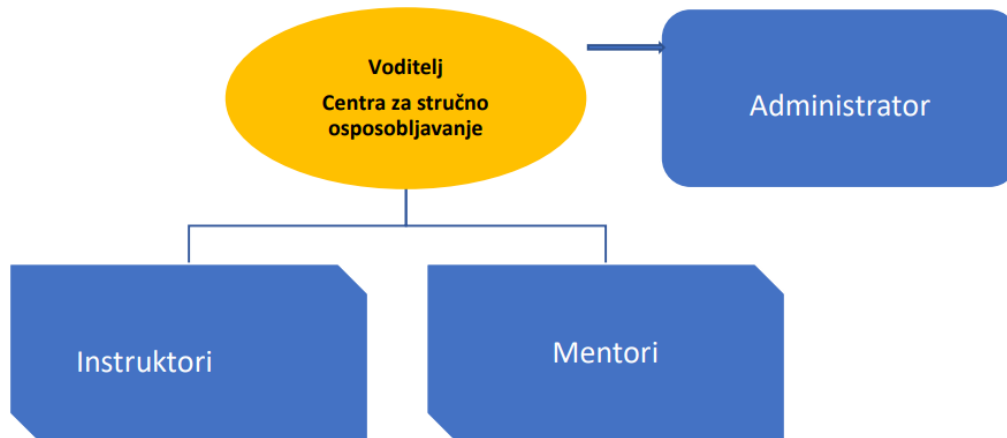 Voditelj
Centra za stručno
osposobljavanje
Administrator
Instruktori
Mentori